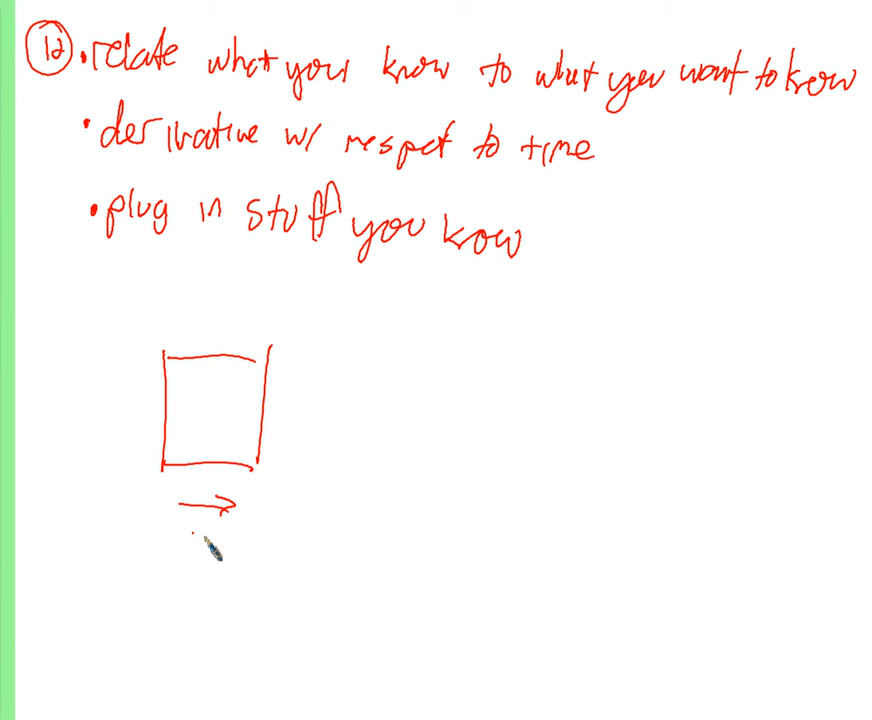 12 • relate what you know to what you want to know
• derivative w/ respect to time
• plug in stuff you know